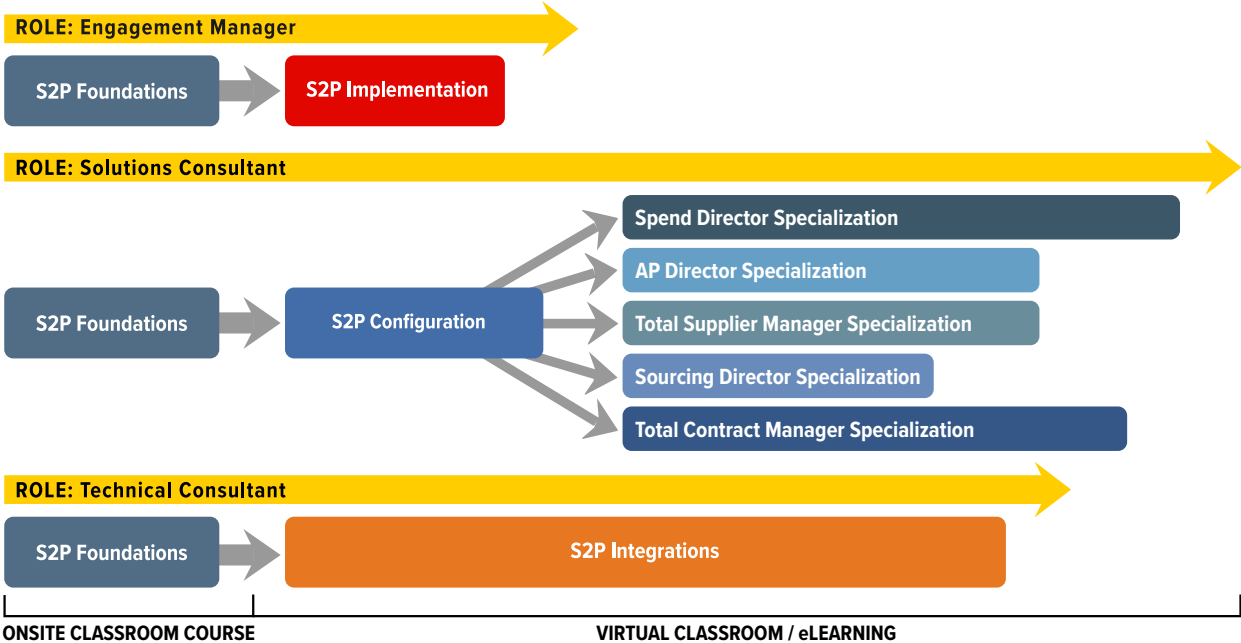 ROLE: Engagement Manager
S2P Foundations
S2P Implementation
ROLE: Solutions Consultant
S2P Foundations
S2P Configuration
Spend Director Specialization
AP Director Specialization
Total Supplier Manager Specialization
Sourcing Director Specialization
Total Contract Manager Specialization
ROLE: Technical Consultant
S2P Foundations
S2P Integrations
ONSITE CLASSROOM COURSE
VIRTUAL CLASSROOM / eLEARNING